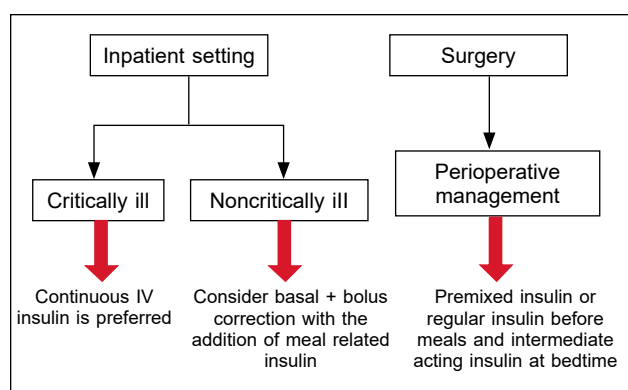 Inpatient setting
Surgery
Critically ill
Noncritically ill
Perioperative
management
Continuous IV
insulin is preferred
Consider basal + bolus
correction with the
addition of meal related
insulin
Premixed insulin or
regular insulin before
meals and intermediate
acting insulin at bedtime